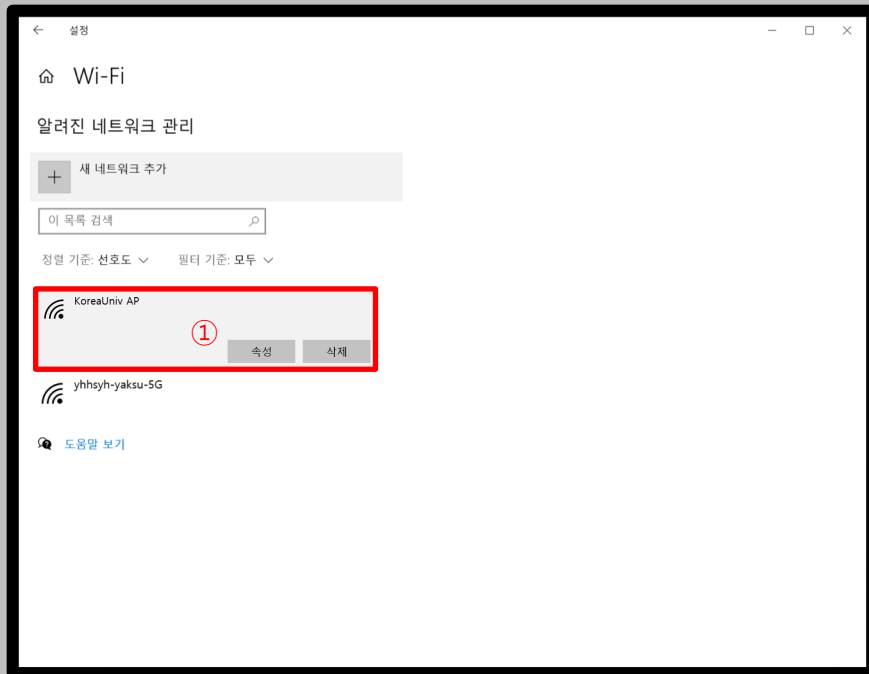 설정
Wi-Fi
알려진 네트워크 관리
새 네트워크 추가
이 목록 검색
정렬 기준: 선호도 필터 기준: 모두
KoreaUniv AP
①
속성 삭제
yhhsyh-yaksu-5G
도움말 보기